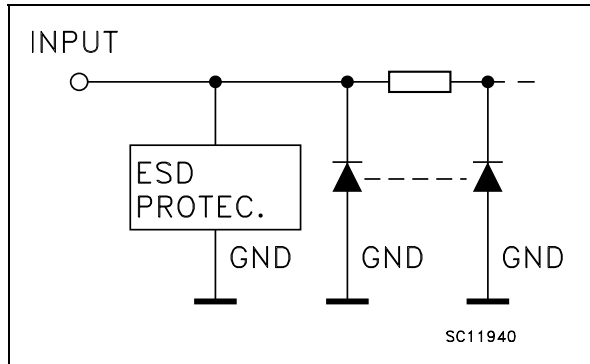 INPUT
ESD
PROTEC.
GND
GND
GND
SC11940